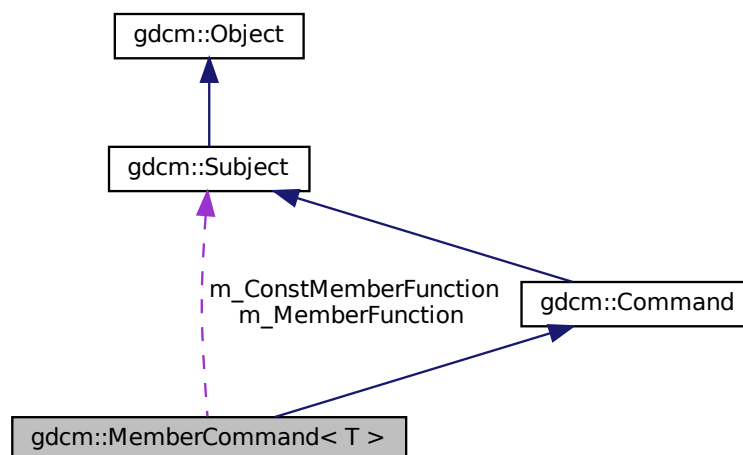 gdcm::Object
gdcm::Subject
m_ConstMemberFunction
m_MemberFunction
gdcm::Command
gdcm::MemberCommand< T >